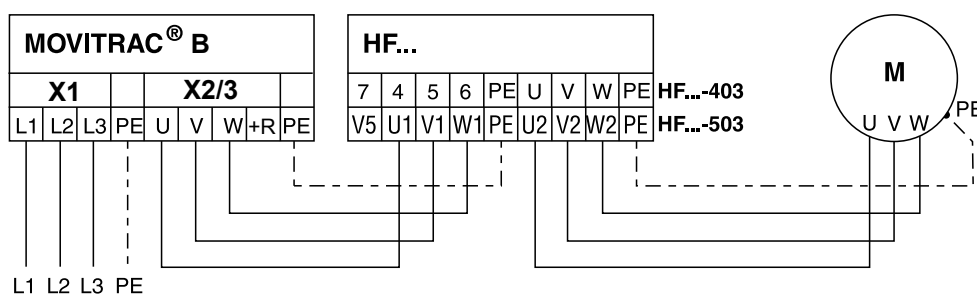 MOVITRAC® B
X1 X2/3
L1 L2 L3 PE U V W +R PE
HF...
7 4 5 6 PE U V W PE HF...-403
V5 U1 V1 W1 PE U2 V2 W2 PE HF...-503
M
U V W PE
L1 L2 L3 PE